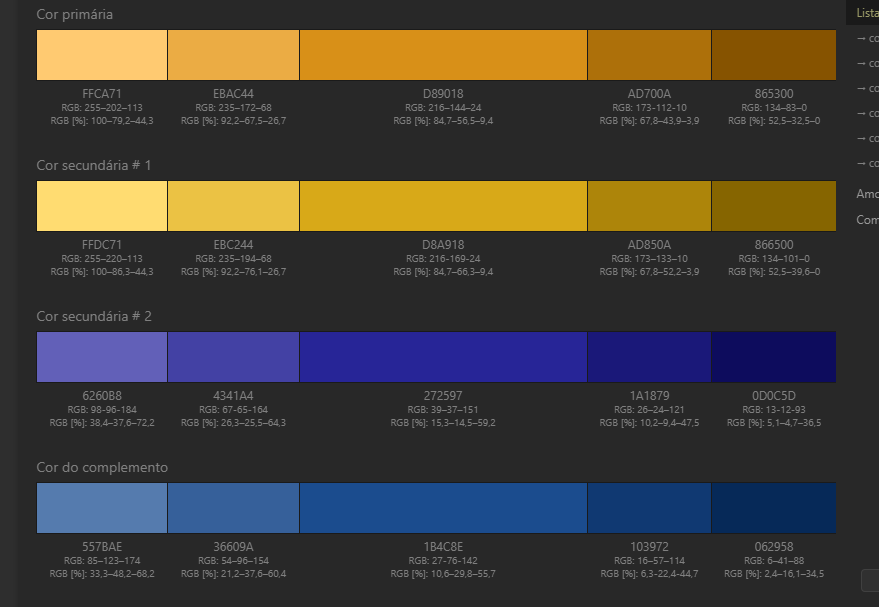 Cor primária
FFCA71 EBAC44 D89018 AD700A 865300
RGB: 255–202–113 RGB: 235–172–68 RGB: 216–144–24 RGB: 173-112-10 RGB: 134–83–0
RGB [%]: 100–79,2–44,3 RGB [%]: 92,2–67,5–26,7 RGB [%]: 84,7–56,5–9,4 RGB [%]: 67,8–43,9–3,9 RGB [%]: 52,5–32,5–0
Cor secundária # 1
FFDC71 EBC244 D8A918 AD850A 866500
RGB: 255–220–113 RGB: 235–194–68 RGB: 216-169-24 RGB: 173–133–10 RGB: 134–101–0
RGB [%]: 100–86,3–44,3 RGB [%]: 92,2–76,1–26,7 RGB [%]: 84,7–66,3–9,4 RGB [%]: 67,8–52,2–3,9 RGB [%]: 52,5–39,6–0
Cor secundária # 2
6260B8 4341A4 272597 1A1879 0D0C5D
RGB: 98-96-184 RGB: 67-65-164 RGB: 39–37–151 RGB: 26–24–121 RGB: 13-12-93
RGB [%]: 38,4–37,6–72,2 RGB [%]: 26,3–25,5–64,3 RGB [%]: 15,3–14,5–59,2 RGB [%]: 10,2–9,4–47,5 RGB [%]: 5,1–4,7–36,5
Cor do complemento
557BAE 36609A 1B4C8E 103972 062958
RGB: 85–123–174 RGB: 54–96–154 RGB: 27-76-142 RGB: 16–57–114 RGB: 6–41–88
RGB [%]: 33,3–48,2–68,2 RGB [%]: 21,2–37,6–60,4 RGB [%]: 10,6–29,8–55,7 RGB [%]: 6,3-22,4-44,7 RGB [%]: 2,4–16,1–34,5
Lista
→ co
→ co
→ co
→ co
→ co
→ co
Amo
Com